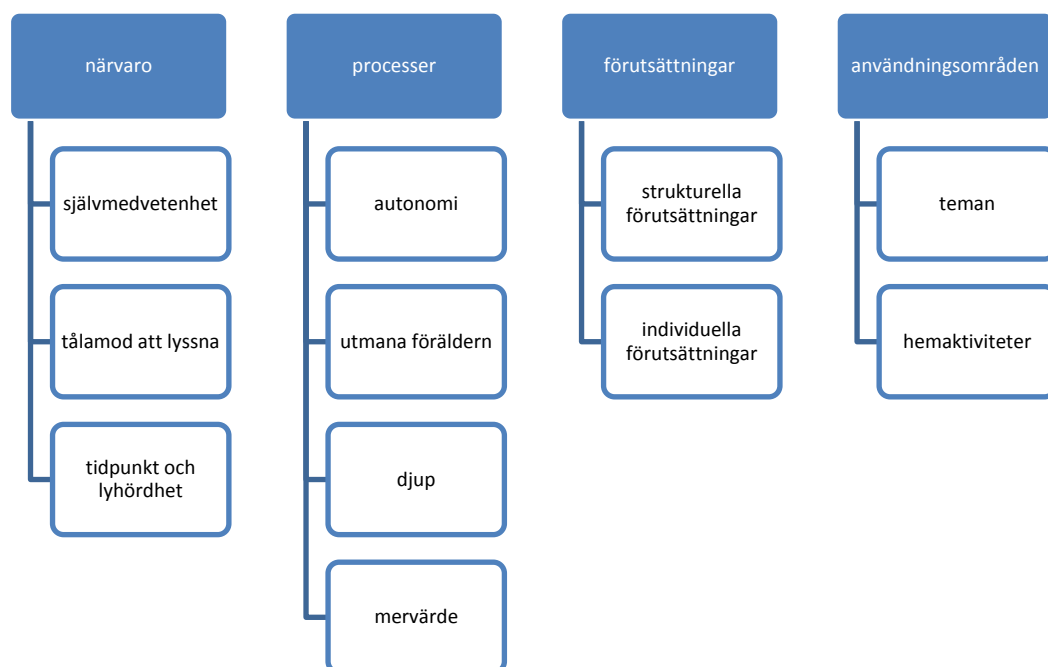 närvaro
självmedvetenhet
tålamod att lyssna
tidpunkt och
lyhördhet
processer
autonomi
utmana föräldern
djup
mervärde
förutsättningar
strukturella
förutsättningar
individuella
förutsättningar
användningsområden
teman
hemaktiviteter